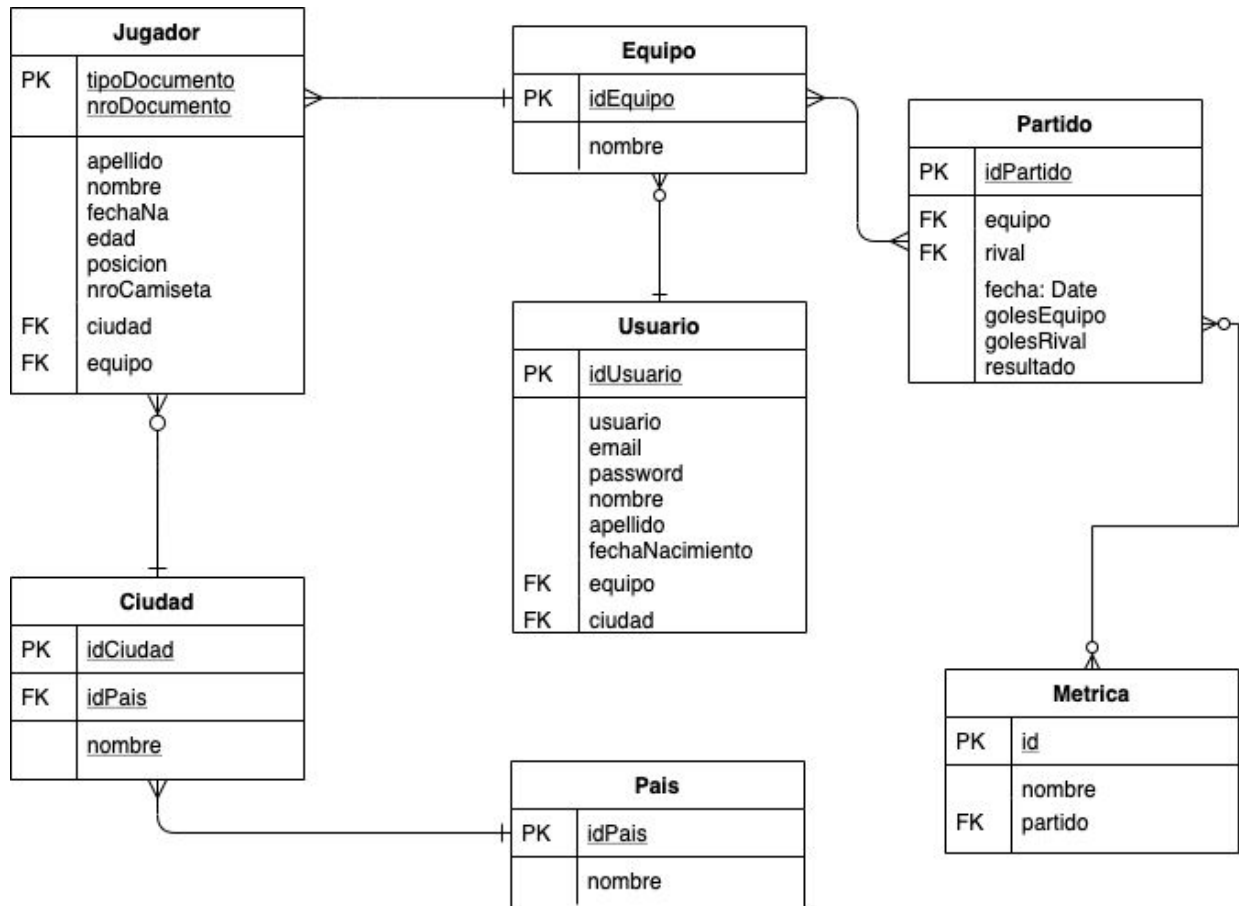 Jugador
PK tipoDocumento
nroDocumento
apellido
nombre
fechaNa
edad
posicion
nroCamiseta
FK ciudad
FK equipo
Equipo
PK idEquipo
nombre
Partido
PK idPartido
FK equipo
FK rival
fecha: Date
golesEquipo
golesRival
resultado
Usuario
PK idUsuario
usuario
email
password
nombre
apellido
fechaNacimiento
FK equipo
FK ciudad
Ciudad
PK idCiudad
FK idPais
nombre
Pais
PK idPais
nombre
Metrica
PK id
nombre
FK partido